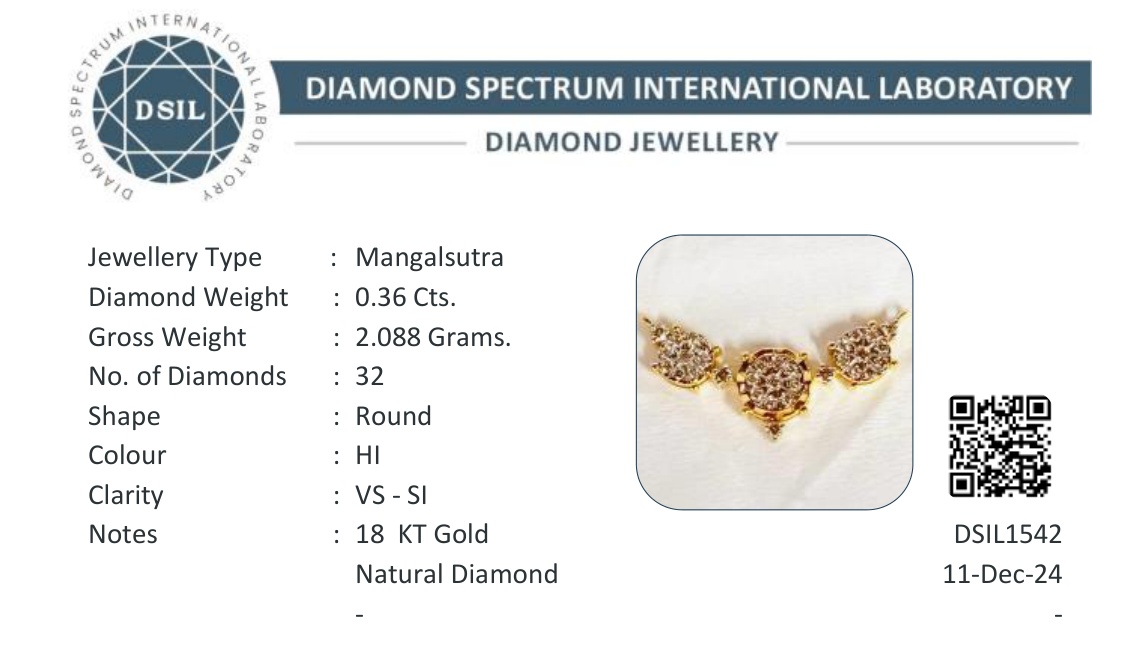 DIAMOND SPECTRUM INTERNATIONAL LABORATORY
DSIL
DIAMOND SPECTRUM INTERNATIONAL LABORATORY
DIAMOND JEWELLERY
Jewellery Type : Mangalsutra
Diamond Weight : 0.36 Cts.
Gross Weight : 2.088 Grams.
No. of Diamonds : 32
Shape : Round
Colour : HI
Clarity : VS - SI
Notes : 18 KT Gold
DSIL1542
Natural Diamond
11-Dec-24
-
-